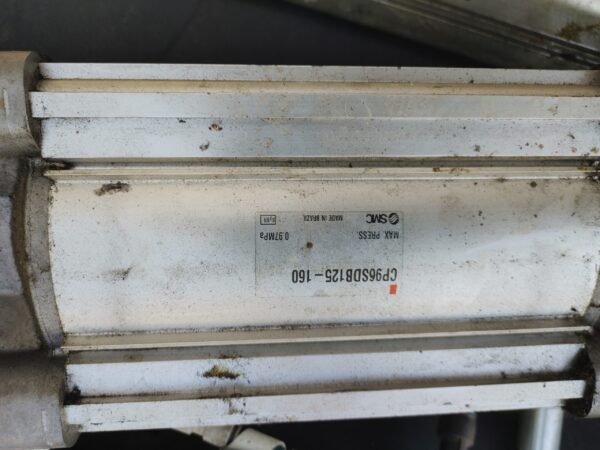 SMC
MADE IN BRAZIL
MAX. PRESS. 0.97MPa
CP96SDB125-160